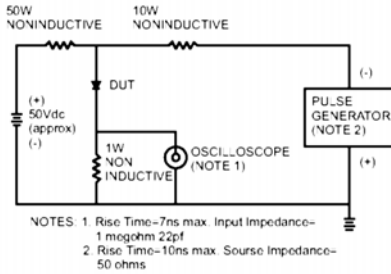 50W
NONINDUCTIVE
10W
NONINDUCTIVE
(+)
50Vdc
(approx)
(-)
DUT
1W
NON
INDUCTIVE
OSCILLOSCOPE
(NOTE 1)
(-)
PULSE
GENERATOR
(NOTE 2)
(+)
NOTES: 1. Rise Time-7ns max. Input Impedance-
1 megohm 22pf
2. Rise Time-10ns max. Sourse Impedance-
50 ohms